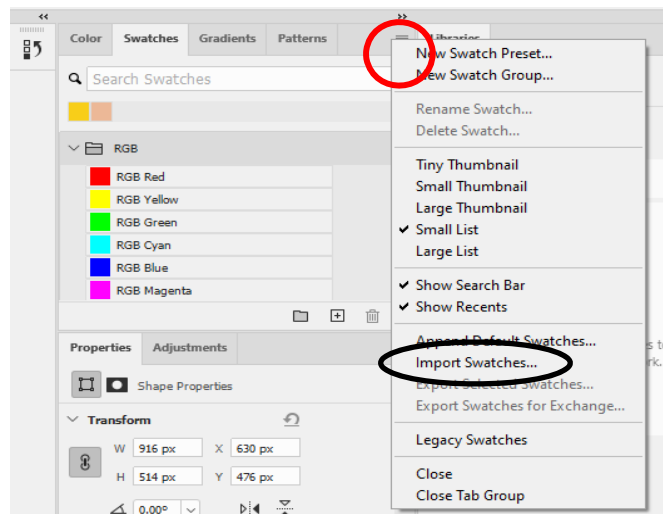 Color Swatches Gradients Patterns
Libraries
Search Swatches
RGB
RGB Red
RGB Yellow
RGB Green
RGB Cyan
RGB Blue
RGB Magenta
Properties Adjustments
Shape Properties
Transform
W 916 px X 630 px
H 514 px Y 476 px
0.00°
New Swatch Preset...
New Swatch Group...
Rename Swatch...
Delete Swatch...
Tiny Thumbnail
Small Thumbnail
Large Thumbnail
Small List
Large List
Show Search Bar
Show Recents
Append Default Swatches...
Import Swatches...
Export Selected Swatches...
Export Swatches for Exchange...
Legacy Swatches
Close
Close Tab Group